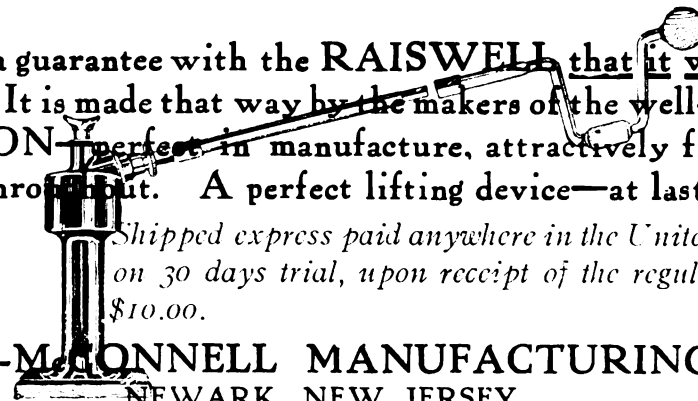 a guarantee with the RAISWELL that it
It is made that way by the makers of the well
ON—perfect in manufacture, attractively f
throughout. A perfect lifting device—at last
Shipped express paid anywhere in the Unite
on 30 days trial, upon receipt of the regul
$10.00.
-McCONNELL MANUFACTURING
NEWARK NEW JERSEY